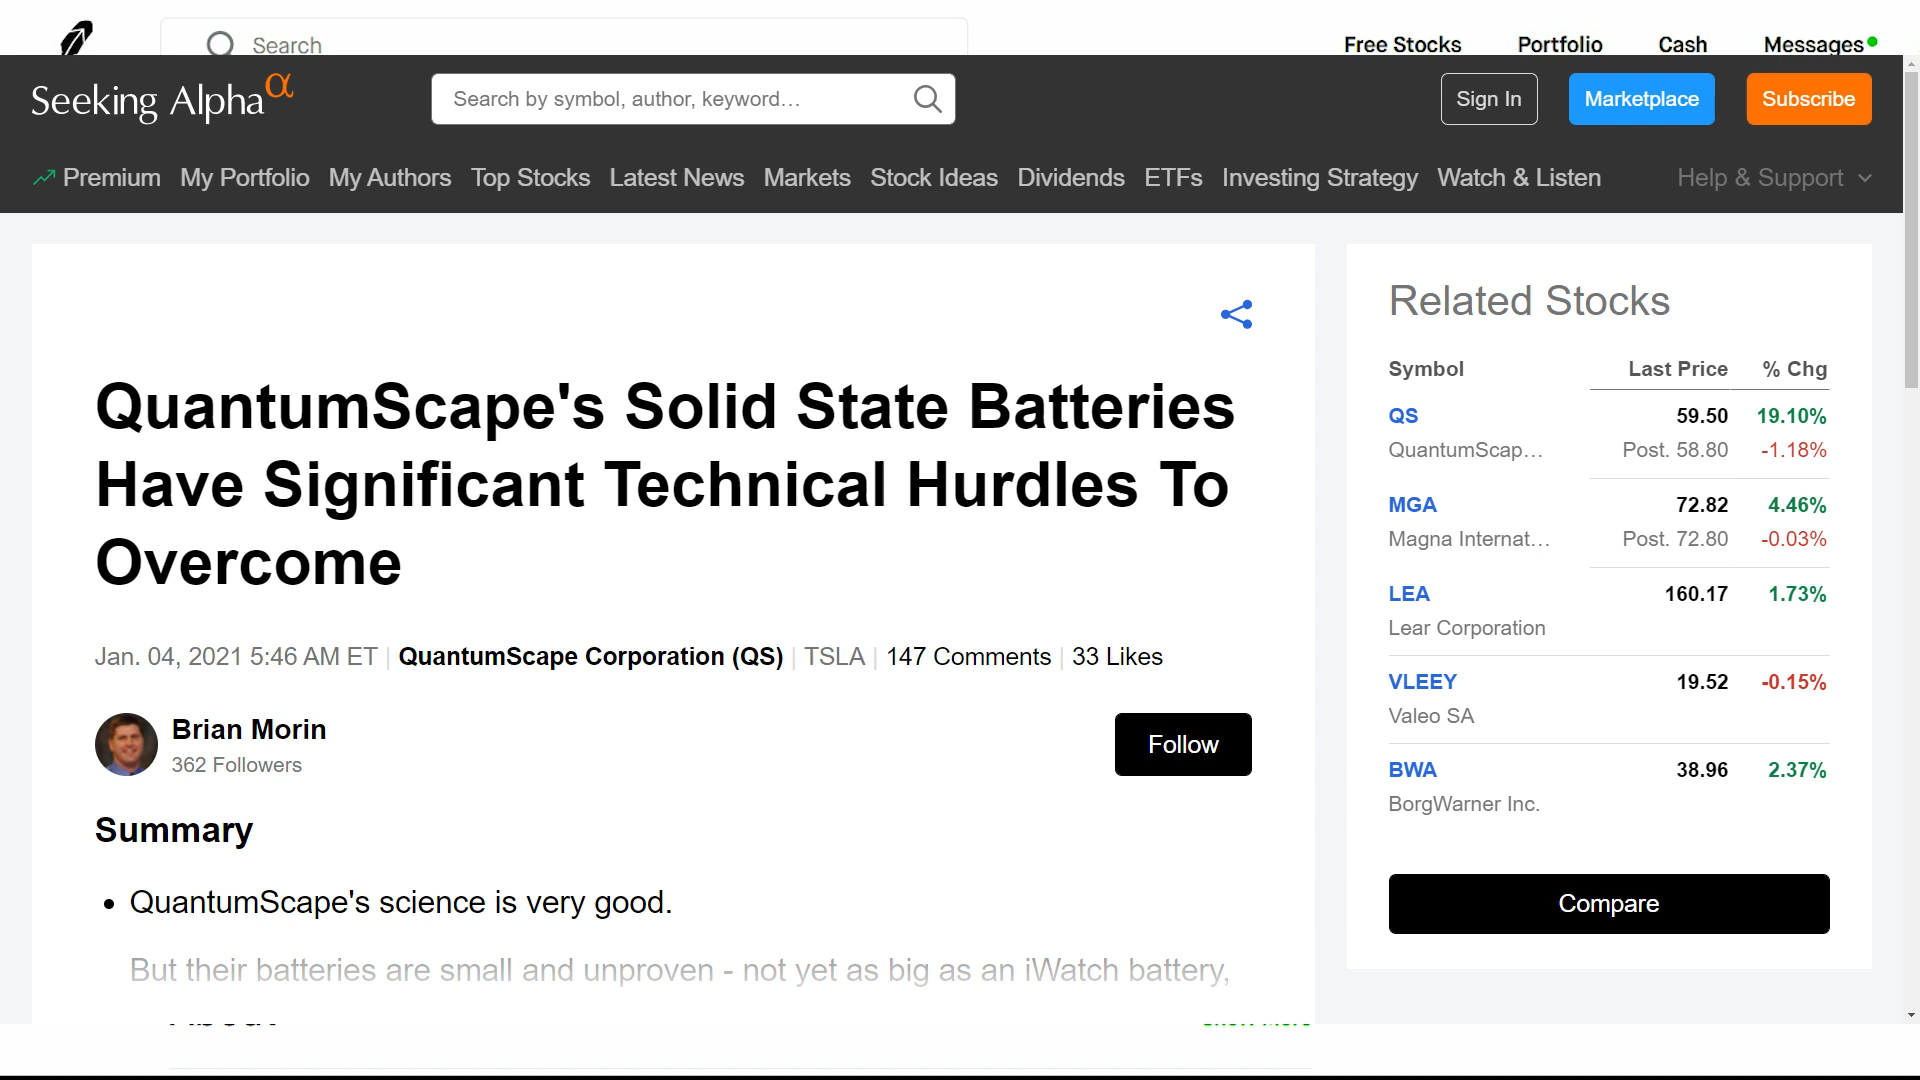 Search
Free Stocks Portfolio Cash Messages
Seeking Alpha α
Search by symbol, author, keyword...
Sign In
Marketplace
Subscribe
Premium My Portfolio My Authors Top Stocks Latest News Markets Stock Ideas Dividends ETFs Investing Strategy Watch & Listen Help & Support
QuantumScape's Solid State Batteries
Have Significant Technical Hurdles To
Overcome
Jan. 04, 2021 5:46 AM ET | QuantumScape Corporation (QS) | TSLA | 147 Comments | 33 Likes
Brian Morin
362 Followers
Follow
Summary
• QuantumScape's science is very good.
But their batteries are small and unproven - not yet as big as an iWatch battery,
Related Stocks
Symbol Last Price % Chg
QS 59.50 19.10%
QuantumScap... Post. 58.80 -1.18%
MGA 72.82 4.46%
Magna Internat... Post. 72.80 -0.03%
LEA 160.17 1.73%
Lear Corporation
VLEEY 19.52 -0.15%
Valeo SA
BWA 38.96 2.37%
BorgWarner Inc.
Compare